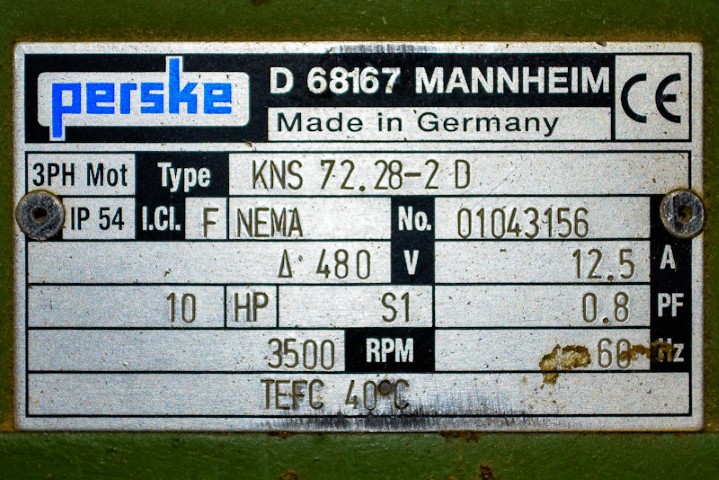 perske D 68167 MANNHEIM CE
Made in Germany
3PH Mot Type KNS 72.28-2 D
IP 54 I.Cl. F NEMA No. 01043156
Δ 480 V 12.5 A
10 HP S1 0.8 PF
3500 RPM 60 Hz
TEFC 40°C